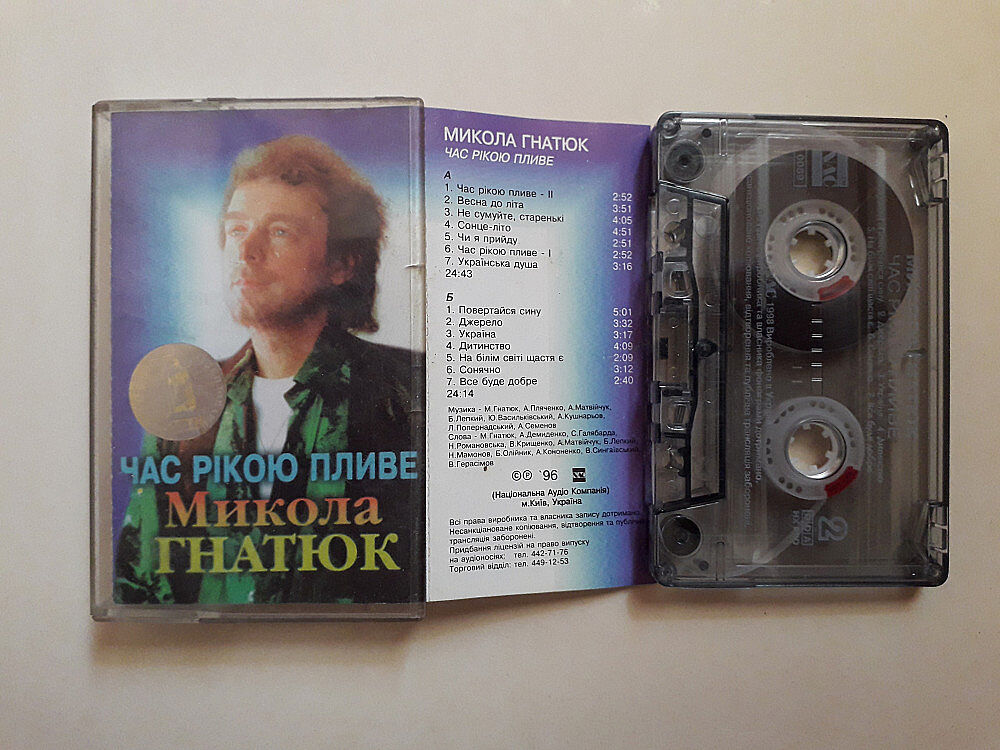 ЧАС РІКОЮ ПЛИВЕ
Микола
ГНАТЮК
МИКОЛА ГНАТЮК
ЧАС РІКОЮ ПЛИВЕ
А
1. Час рікою пливе - II 2:52
2. Весна до літа 3:51
3. Не сумуйте, старенькі 4:05
4. Сонце-літо 4:51
5. Чи я прийду 2:51
6. Час рікою пливе - I 2:52
7. Українська душа 3:16
24:43
Б
1. Повертайся сину 5:01
2. Джерело 3:32
3. Україна 3:17
4. Дитинство 4:09
5. На білім світі щастя є 2:09
6. Сонячно 3:12
7. Все буде добре 2:40
24:14
Музика - М.Гнатюк, А.Пляченко, А.Матвійчук,
Б.Лепкий, Ю.Васильківський, А.Кушнарьов,
Л.Попернадський, А.Семенов
Слова - М.Гнатюк, А.Демиденко, С.Галябарда,
Н.Романовська, В.Крищенко, А.Матвійчук, Б.Лепкий,
Н.Мамонов, Б.Олійник, А.Кононенко, В.Сингаївський,
В.Герасімов
©℗ '96
(Національна Аудіо Компанія)
м.Київ, Україна
Всі права виробника та власника запису дотримано.
Несанкціоноване копіювання, відтворення та публічна
трансляція заборонені.
Придбання ліцензій на право випуску
на аудіоносіях: тел. 442-71-76
Торговий відділ: тел. 449-12-53
2